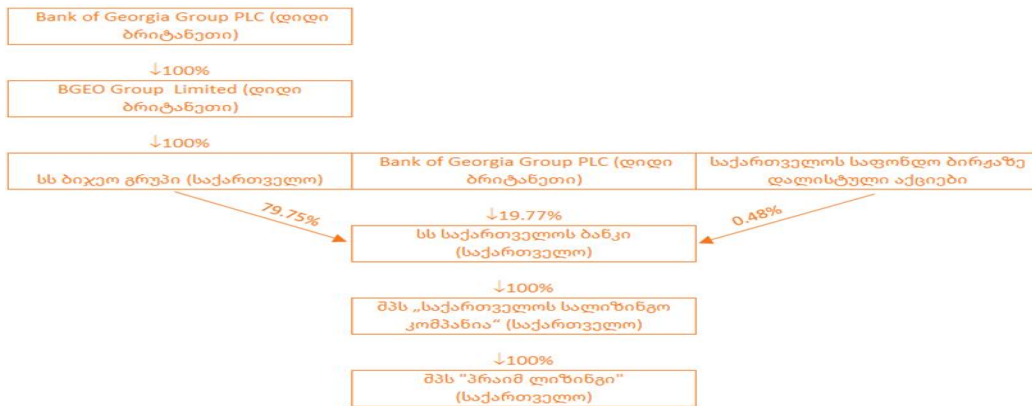 Bank of Georgia Group PLC (დიდი
ბრიტანეთი)
↓100%
BGEO Group Limited (დიდი
ბრიტანეთი)
↓100%
სს ბიჯეო გრუპი (საქართველო)
Bank of Georgia Group PLC (დიდი
ბრიტანეთი)
საქართველოს საფონდო ბირჟაზე
დალისტული აქციები
79.75%
↓19.77%
0.48%
სს საქართველოს ბანკი
(საქართველო)
↓100%
შპს „საქართველოს სალიზინგო
კომპანია“ (საქართველო)
↓100%
შპს "პრაიმ ლიზინგი"
(საქართველო)